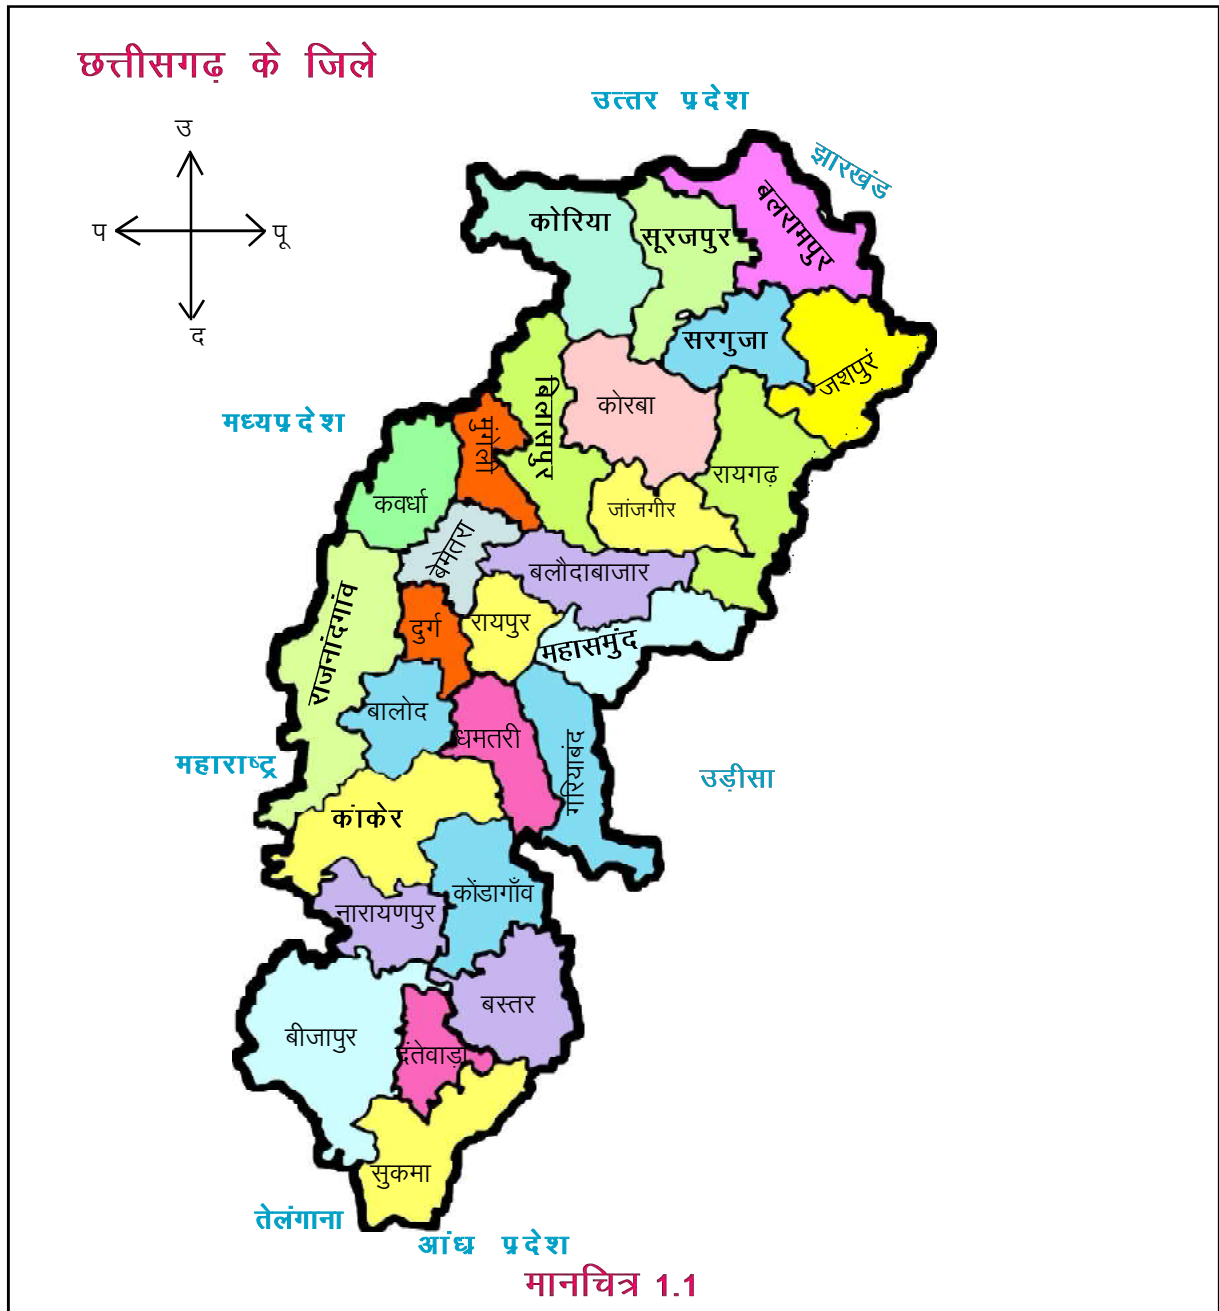 छत्तीसगढ़ के जिले
उत्तर प्रदेश
झारखंड
उ
प
पू
द
कोरिया
सूरजपुर
बलरामपुर
सरगुजा
जशपुर
कोरबा
बिलासपुर
मुंगेली
मध्यप्रदेश
रायगढ़
कवर्धा
जांजगीर
बेमेतरा
बलौदाबाजार
राजनांदगांव
दुर्ग
रायपुर
महासमुंद
बालोद
धमतरी
गरियाबंद
महाराष्ट्र
उड़ीसा
कांकेर
कोंडागाँव
नारायणपुर
बस्तर
बीजापुर
दंतेवाड़ा
सुकमा
तेलंगाना
आंध्र प्रदेश
मानचित्र 1.1